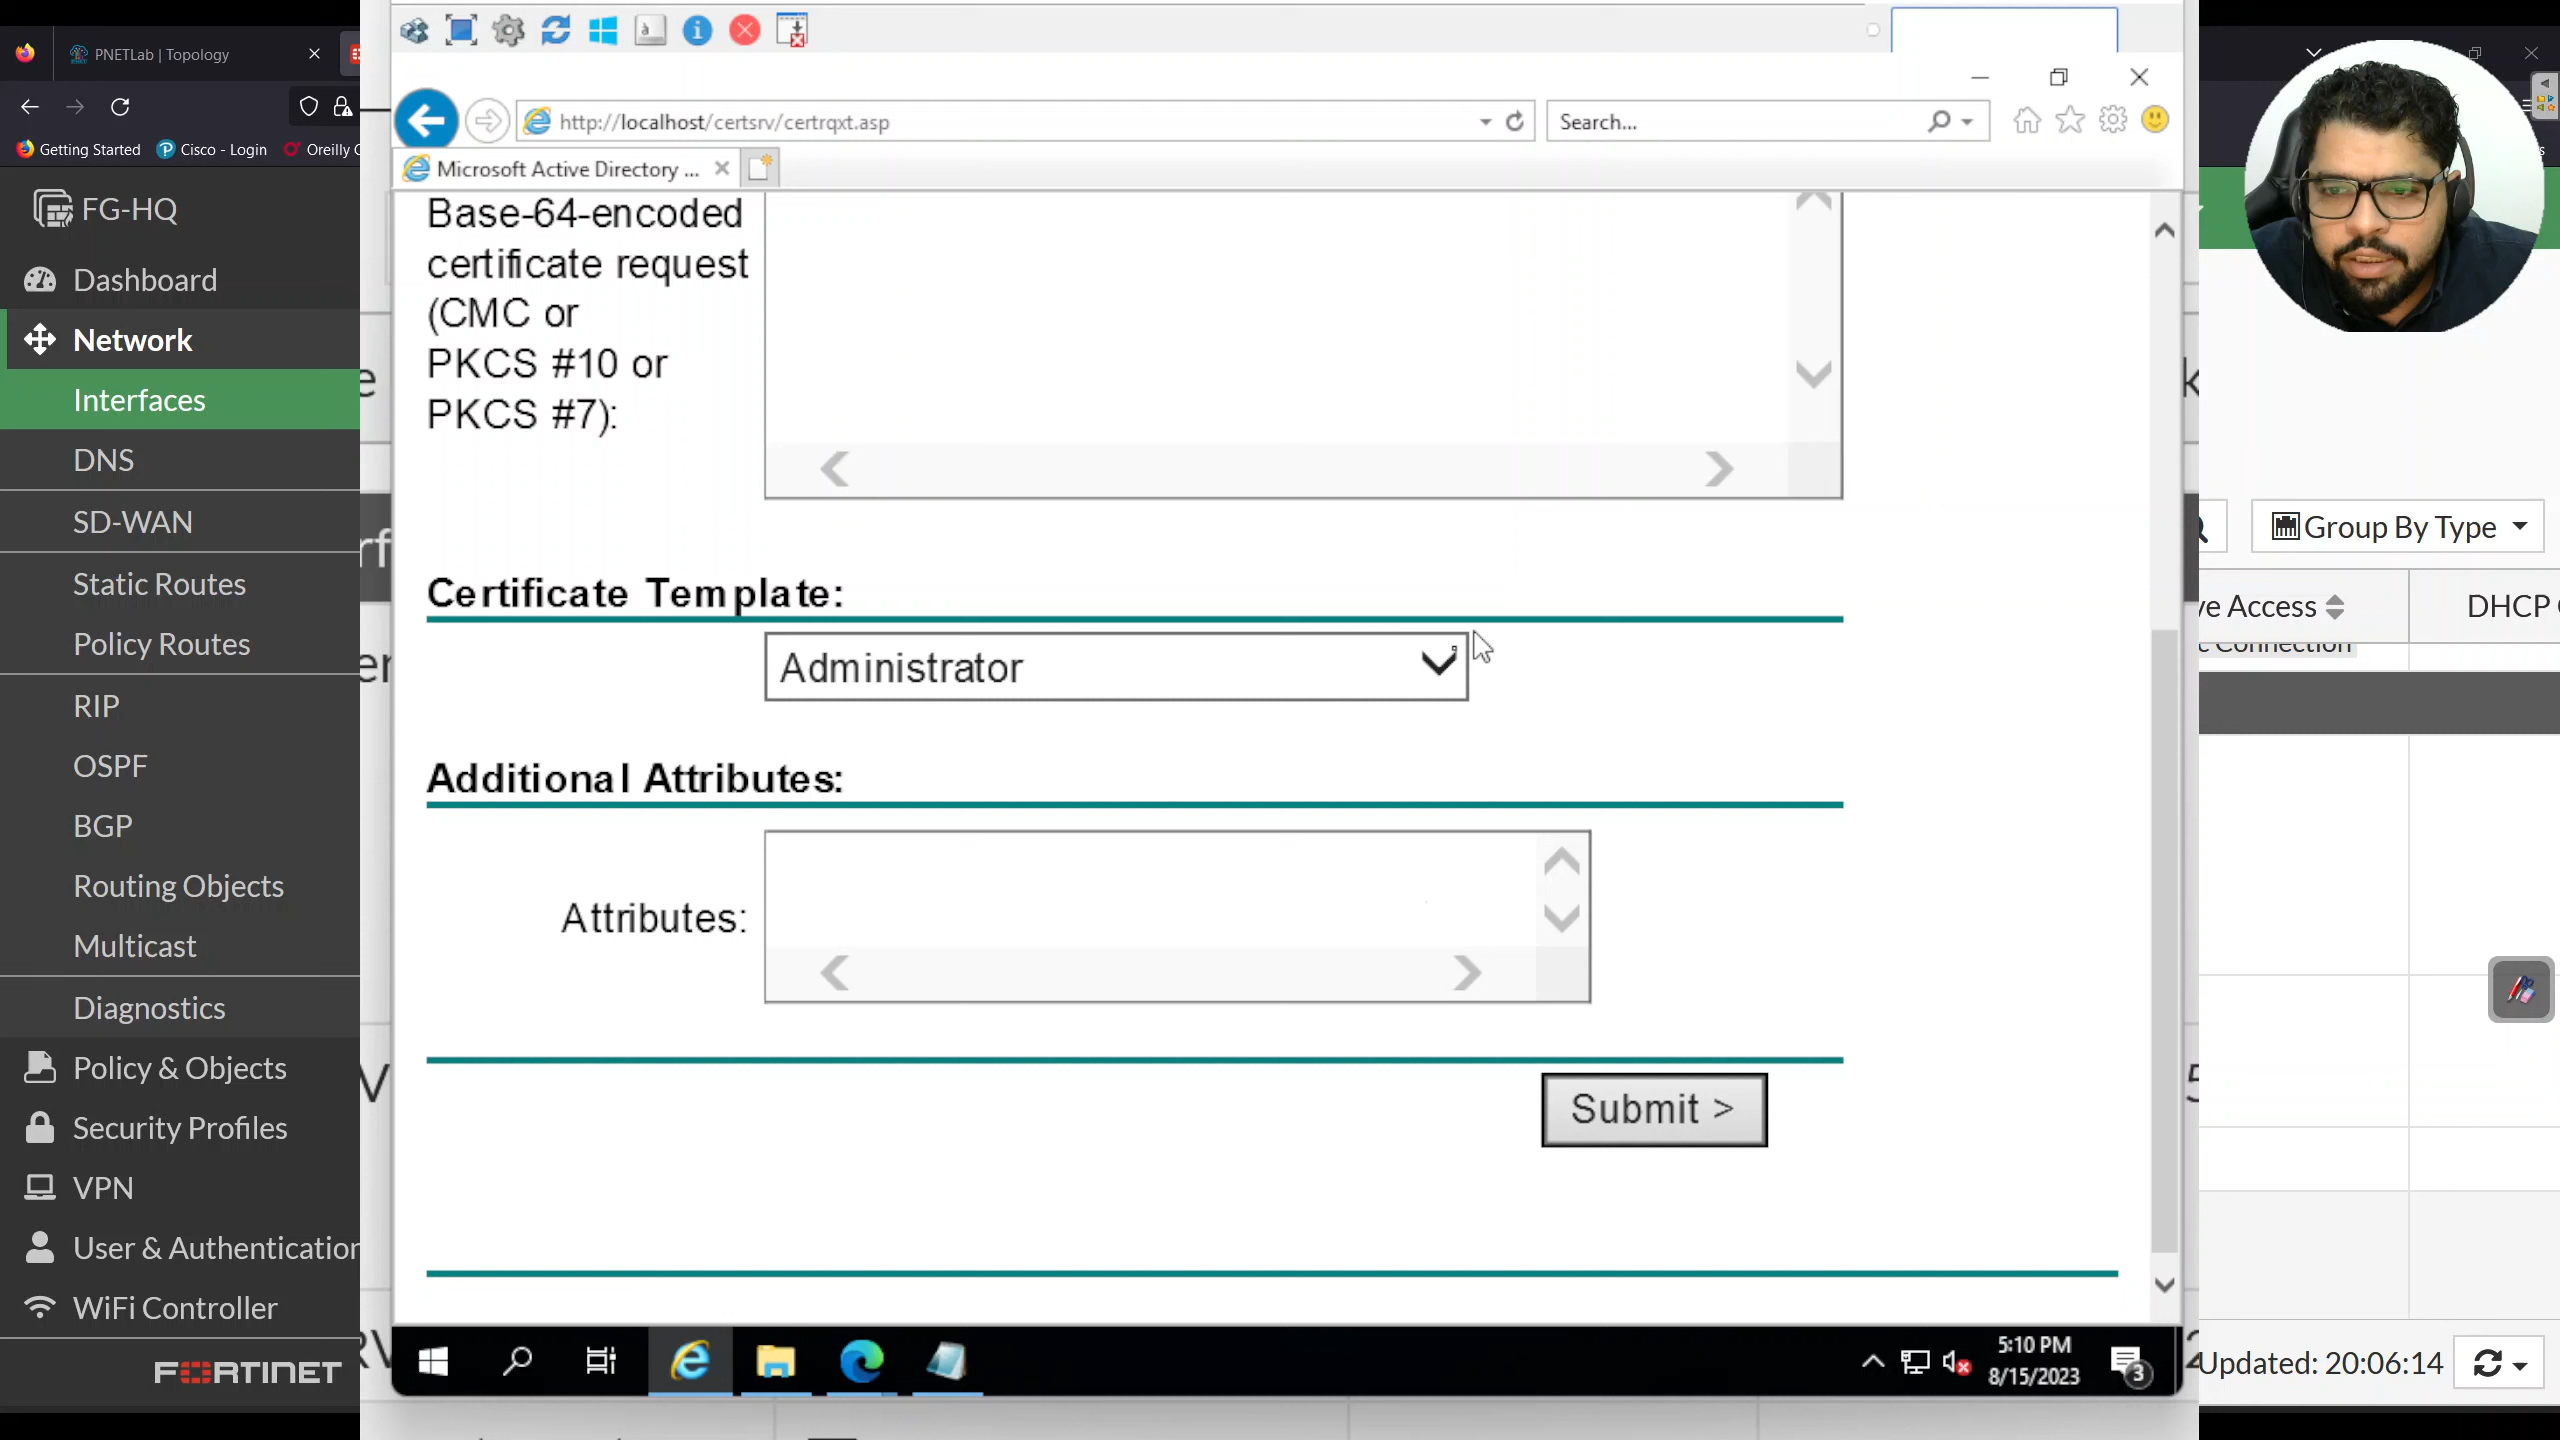 PNETLab | Topology
http://localhost/certsrv/certrqxt.asp
Search...
Getting Started
Cisco - Login
Oreilly
Microsoft Active Directory ...
FG-HQ
Dashboard
Network
Interfaces
DNS
SD-WAN
Static Routes
Policy Routes
RIP
OSPF
BGP
Routing Objects
Multicast
Diagnostics
Policy & Objects
Security Profiles
VPN
User & Authentication
WiFi Controller
FORTINET
Base-64-encoded
certificate request
(CMC or
PKCS #10 or
PKCS #7):
Certificate Template:
Administrator
Additional Attributes:
Attributes:
Submit >
5:10 PM
8/15/2023
3
Group By Type
ve Access
DHCP
Connection
Updated: 20:06:14